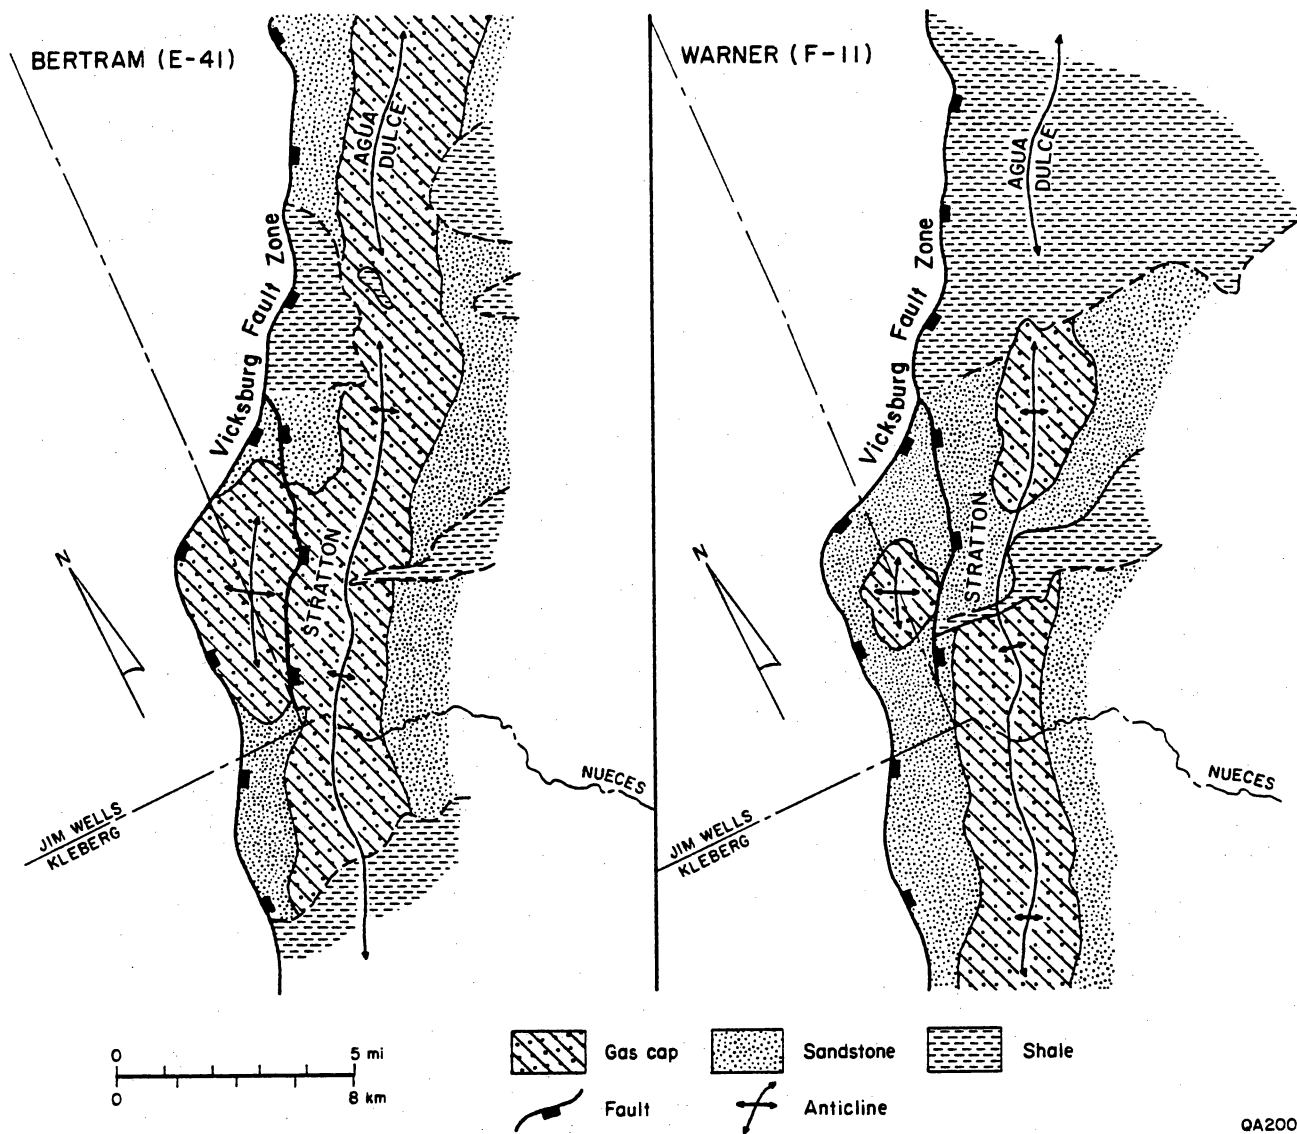 BERTRAM (E-41)
AGUA
DULCE
Vicksburg Fault Zone
N
STRATTON
NUECES
JIM WELLS
KLEBERG
WARNER (F-11)
AGUA
DULCE
Vicksburg Fault Zone
N
STRATTON
NUECES
JIM WELLS
KLEBERG
0 5 mi
0 8 km
Gas cap
Sandstone
Shale
Fault
Anticline
QA200